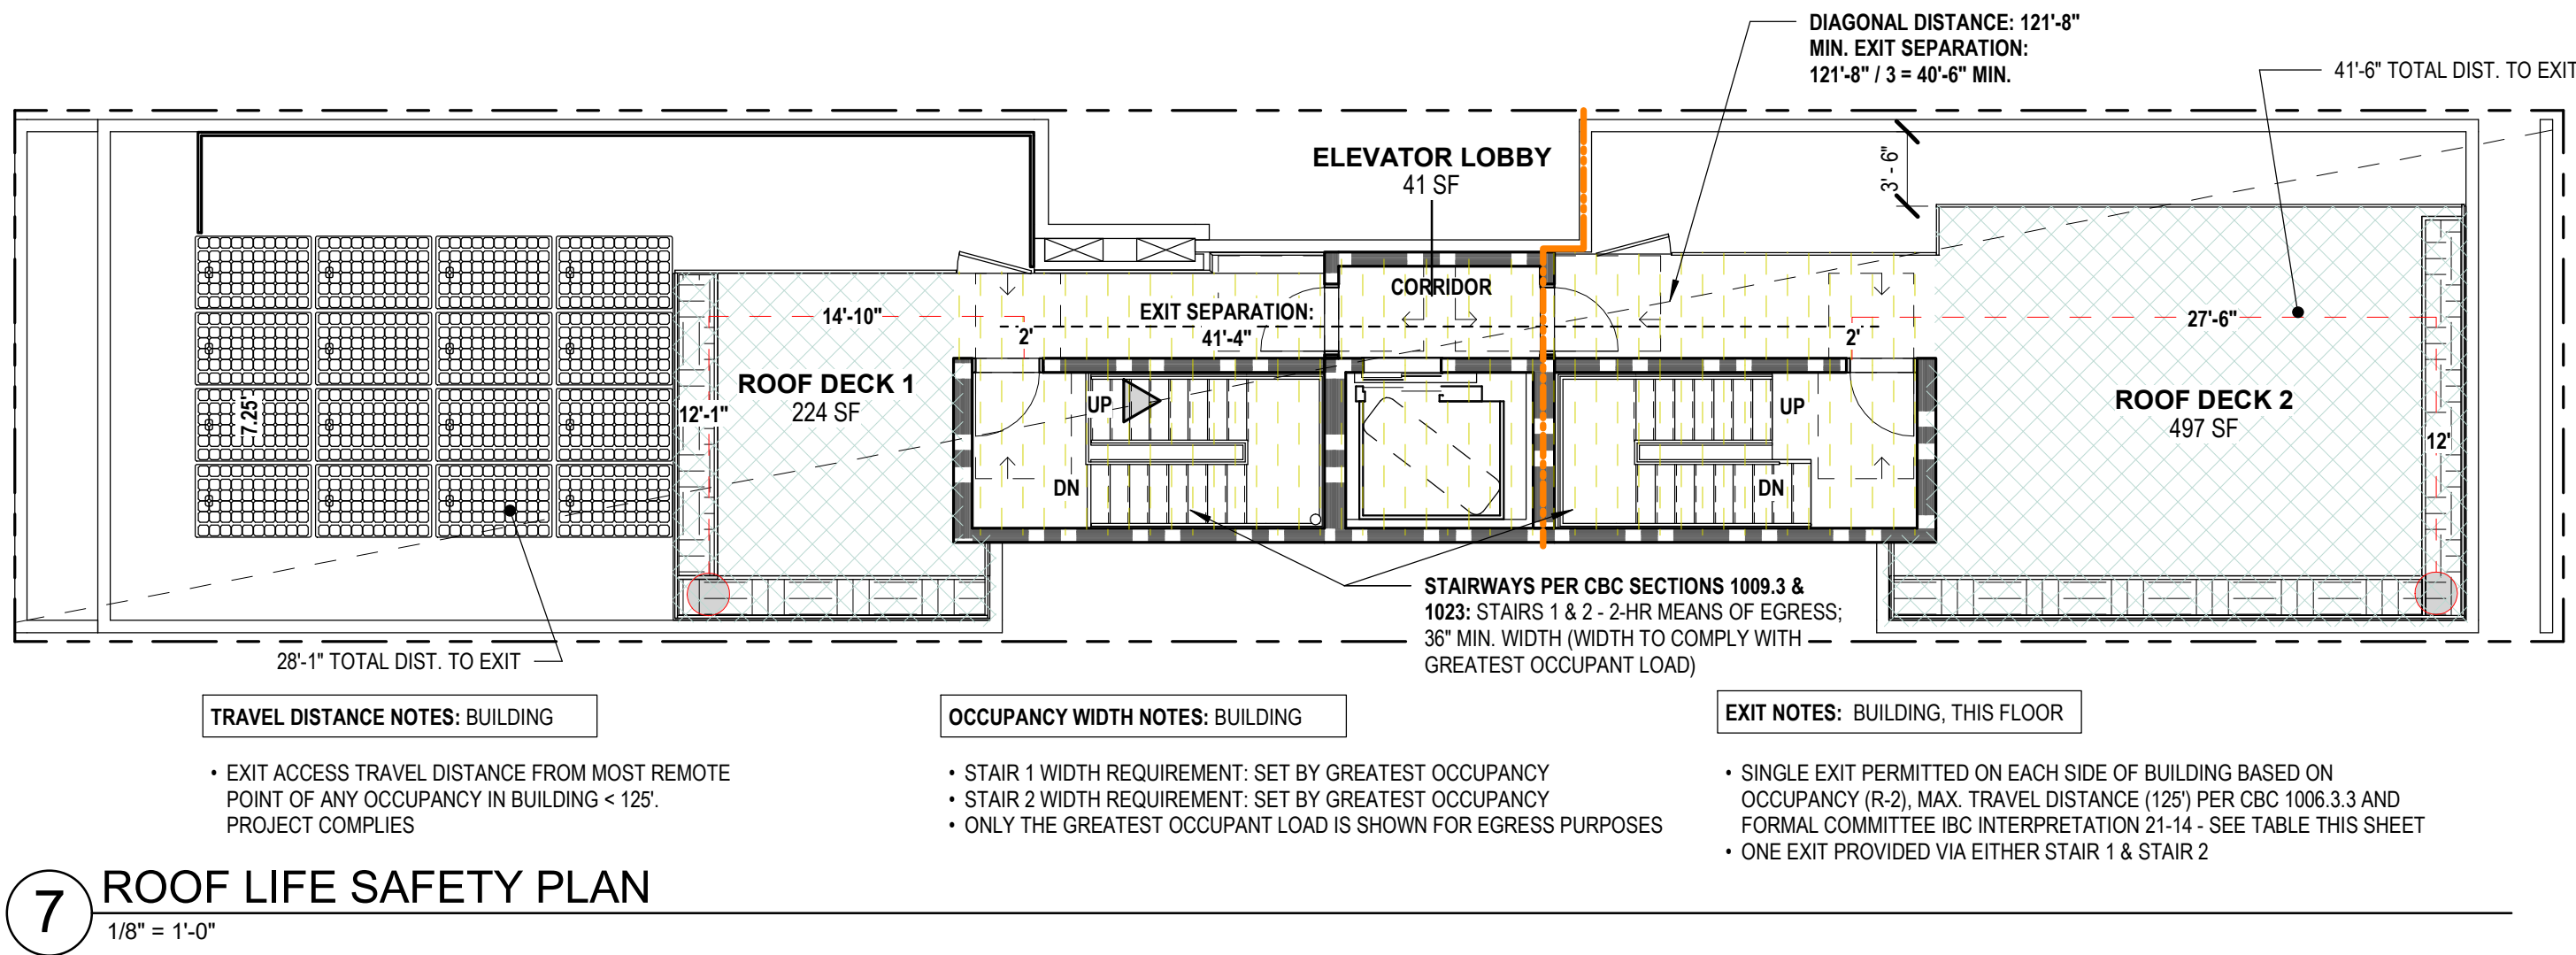 DIAGONAL DISTANCE: 121'-8"
MIN. EXIT SEPARATION:
121'-8" / 3 = 40'-6" MIN.
41'-6" TOTAL DIST. TO EXIT
ELEVATOR LOBBY
41 SF
3' - 6"
CORRIDOR
EXIT SEPARATION:
41'-4"
14'-10"
2'
2'
27'-6"
ROOF DECK 1
224 SF
12'-1"
7.25'
UP
DN
UP
DN
ROOF DECK 2
497 SF
12'
STAIRWAYS PER CBC SECTIONS 1009.3 &
1023: STAIRS 1 & 2 - 2-HR MEANS OF EGRESS;
36" MIN. WIDTH (WIDTH TO COMPLY WITH
GREATEST OCCUPANT LOAD)
28'-1" TOTAL DIST. TO EXIT
TRAVEL DISTANCE NOTES: BUILDING
• EXIT ACCESS TRAVEL DISTANCE FROM MOST REMOTE
POINT OF ANY OCCUPANCY IN BUILDING < 125'.
PROJECT COMPLIES
OCCUPANCY WIDTH NOTES: BUILDING
• STAIR 1 WIDTH REQUIREMENT: SET BY GREATEST OCCUPANCY
• STAIR 2 WIDTH REQUIREMENT: SET BY GREATEST OCCUPANCY
• ONLY THE GREATEST OCCUPANT LOAD IS SHOWN FOR EGRESS PURPOSES
EXIT NOTES: BUILDING, THIS FLOOR
• SINGLE EXIT PERMITTED ON EACH SIDE OF BUILDING BASED ON
OCCUPANCY (R-2), MAX. TRAVEL DISTANCE (125') PER CBC 1006.3.3 AND
FORMAL COMMITTEE IBC INTERPRETATION 21-14 - SEE TABLE THIS SHEET
• ONE EXIT PROVIDED VIA EITHER STAIR 1 & STAIR 2
7
ROOF LIFE SAFETY PLAN
1/8" = 1'-0"